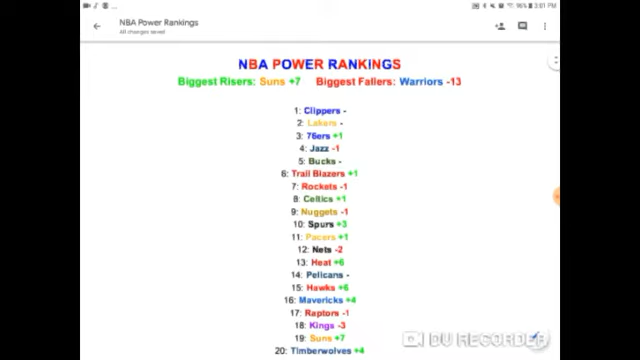 96% 3:01 PM
NBA Power Rankings
All changes saved
NBA POWER RANKINGS
Biggest Risers: Suns +7 Biggest Fallers: Warriors -13
1: Clippers -
2: Lakers -
3: 76ers +1
4: Jazz -1
5: Bucks -
6: Trail Blazers +1
7: Rockets -1
8: Celtics +1
9: Nuggets -1
10: Spurs +3
11: Pacers +1
12: Nets -2
13: Heat +6
14: Pelicans -
15: Hawks +6
16: Mavericks +4
17: Raptors -1
18: Kings -3
19: Suns +7
20: Timberwolves +4
DU RECORDER